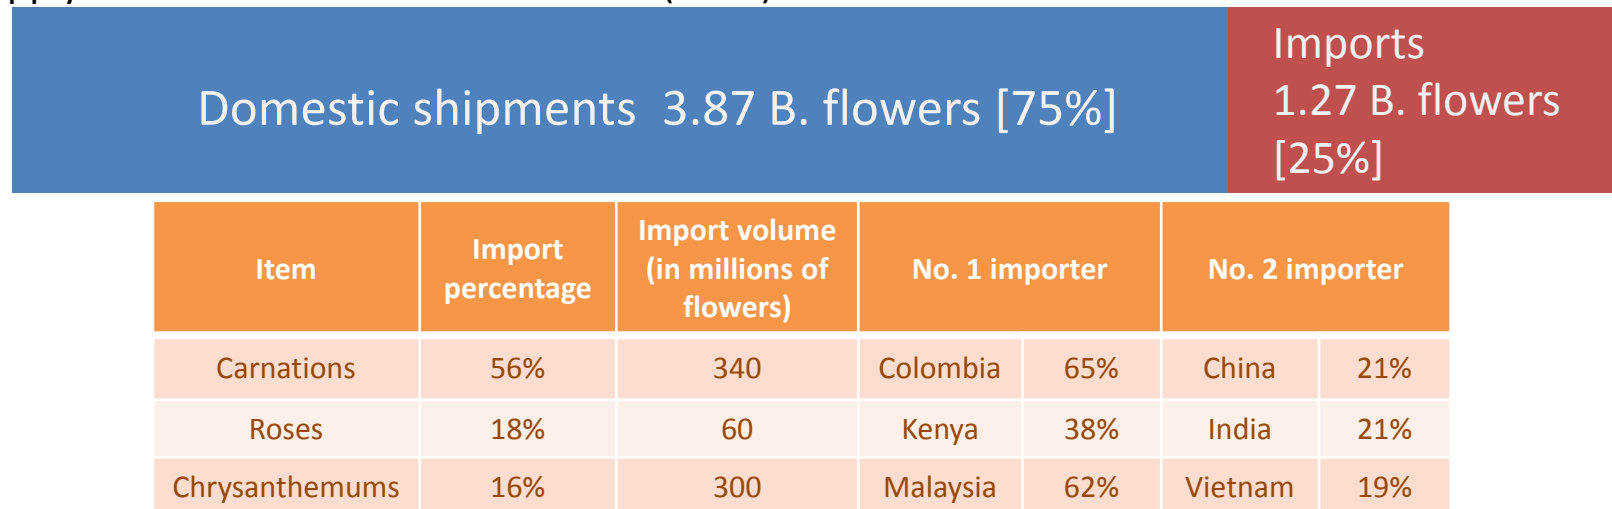 Domestic shipments 3.87 B. flowers [75%]
Imports
1.27 B. flowers
[25%]
Item
Import
percentage
Import volume
(in millions of
flowers)
No. 1 importer
No. 2 importer
Carnations 56% 340 Colombia 65% China 21%
Roses 18% 60 Kenya 38% India 21%
Chrysanthemums 16% 300 Malaysia 62% Vietnam 19%